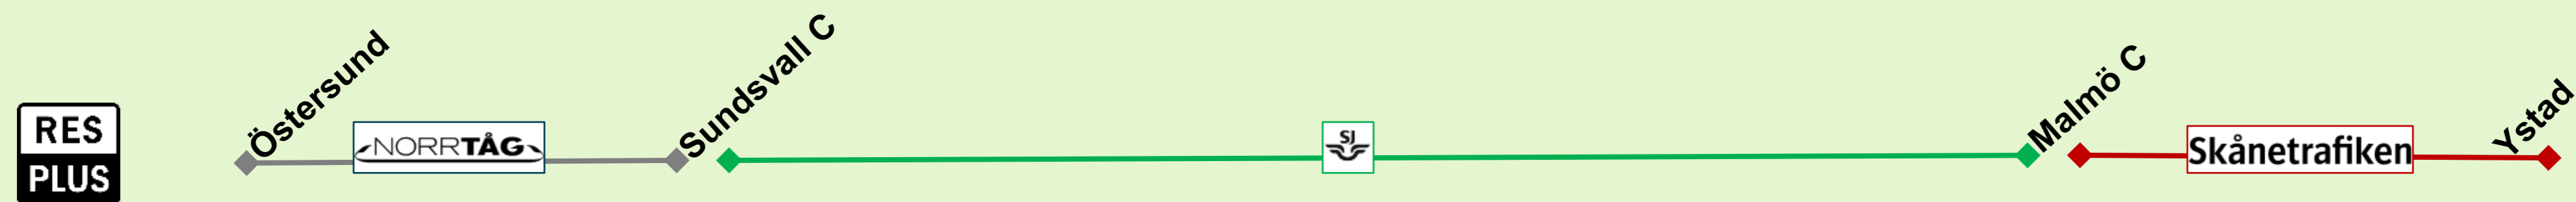 RES
PLUS
Östersund
NORRTÅG
Sundsvall C
SJ
Malmö C
Skånetrafiken
Ystad